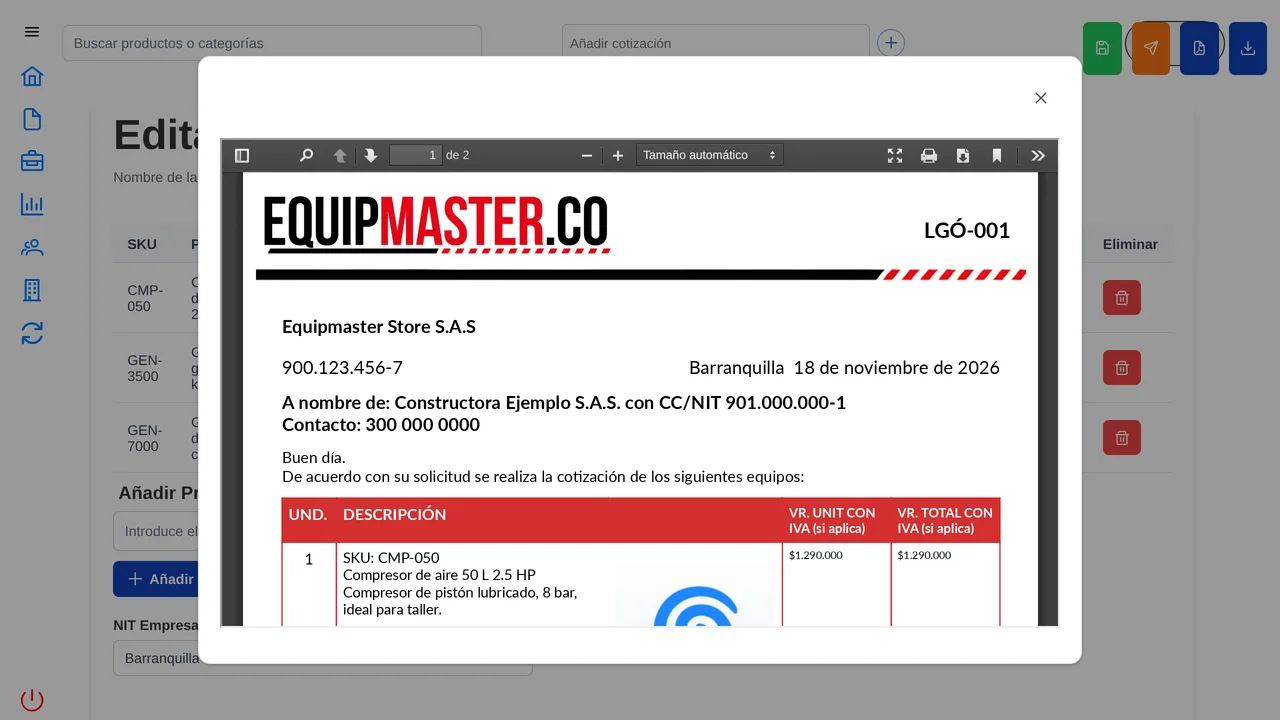 Buscar productos o categorías
Añadir cotización
Edita
Nombre de la
SKU
P
Eliminar
CMP-
050
GEN-
3500
GEN-
7000
Añadir Pr
Introduce el
Añadir
NIT Empresa
Barranquilla
1 de 2
Tamaño automático
EQUIPMASTER.CO
LGÓ-001
Equipmaster Store S.A.S
900.123.456-7
Barranquilla 18 de noviembre de 2026
A nombre de: Constructora Ejemplo S.A.S. con CC/NIT 901.000.000-1
Contacto: 300 000 0000
Buen día.
De acuerdo con su solicitud se realiza la cotización de los siguientes equipos:
UND.
DESCRIPCIÓN
VR. UNIT CON
IVA (si aplica)
VR. TOTAL CON
IVA (si aplica)
1
SKU: CMP-050
Compresor de aire 50 L 2.5 HP
Compresor de pistón lubricado, 8 bar,
ideal para taller.
$1.290.000
$1.290.000